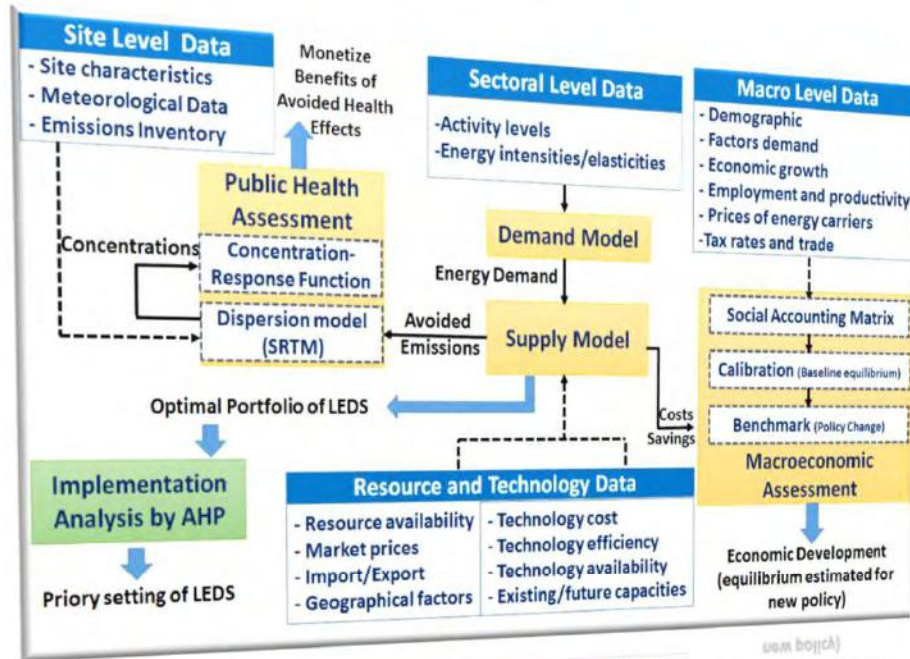 Site Level Data
- Site characteristics
- Meteorological Data
- Emissions Inventory
Monetize
Benefits of
Avoided Health
Effects
Sectoral Level Data
-Activity levels
-Energy intensities/elasticities
Macro Level Data
- Demographic
- Factors demand
- Economic growth
- Employment and productivity
- Prices of energy carriers
-Tax rates and trade
Public Health
Assessment
Concentrations
Concentration-
Response Function
Dispersion model
(SRTM)
Demand Model
Energy Demand
Avoided
Emissions
Supply Model
Social Accounting Matrix
Calibration (Baseline equilibrium)
Benchmark (Policy Change)
Macroeconomic
Assessment
Costs
Savings
Optimal Portfolio of LEDS
Implementation
Analysis by AHP
Priory setting of LEDS
Resource and Technology Data
- Resource availability
- Market prices
- Import/Export
- Geographical factors
- Technology cost
- Technology efficiency
- Technology availability
- Existing/future capacities
Economic Development
(equilibrium estimated for
new policy)